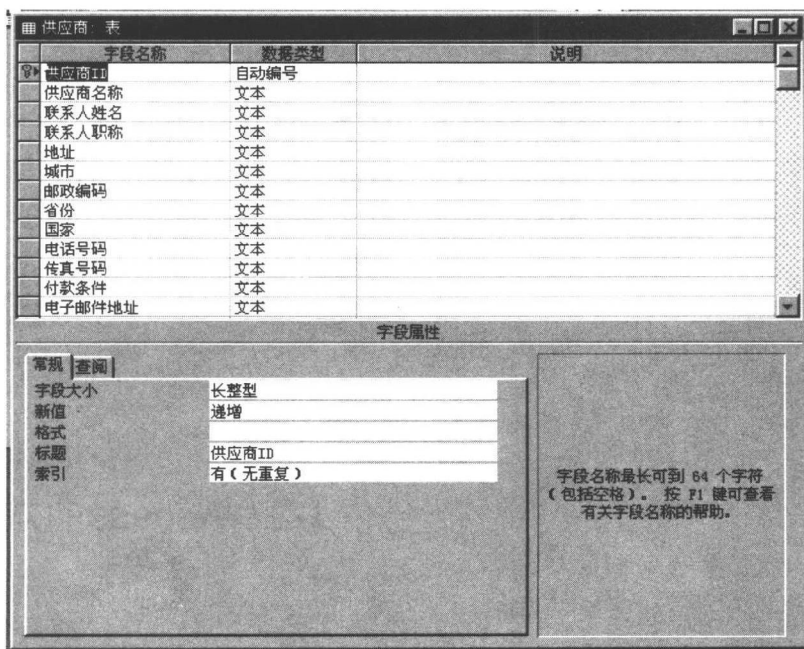 供应商：表
字段名称 数据类型 说明
供应商ID 自动编号
供应商名称 文本
联系人姓名 文本
联系人职称 文本
地址 文本
城市 文本
邮政编码 文本
省份 文本
国家 文本
电话号码 文本
传真号码 文本
付款条件 文本
电子邮件地址 文本
字段属性
常规 查阅
字段大小 长整型
新值 递增
格式
标题 供应商ID
索引 有（无重复）
字段名称最长可到 64 个字符
（包括空格）。 按 F1 键可查看
有关字段名称的帮助。